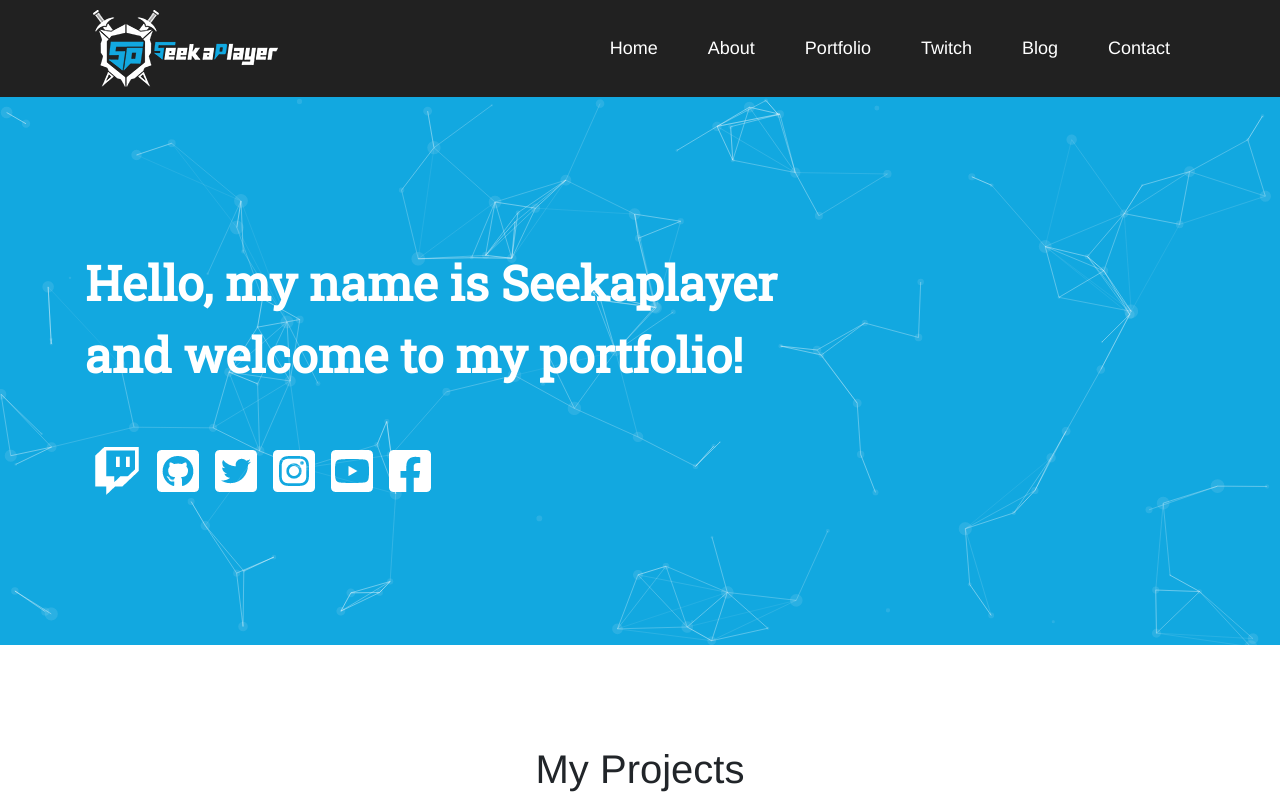 SP SeekaPlayer
Home About Portfolio Twitch Blog Contact
Hello, my name is Seekaplayer
and welcome to my portfolio!
My Projects